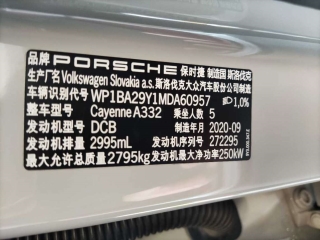 品牌 PORSCHE 保时捷 制造国 斯洛伐克
生产厂名 Volkswagen Slovakia a.s.斯洛伐克大众汽车股份公司制造
车辆识别代号 WP1BA29Y1MDA60957 1,0%
整车型号 Cayenne A332 乘坐人数 5
发动机型号 DCB 制造年月 2020-09
发动机排量 2995mL 发动机序列号 272295
最大允许总质量 2795kg 发动机最大净功率 250kW